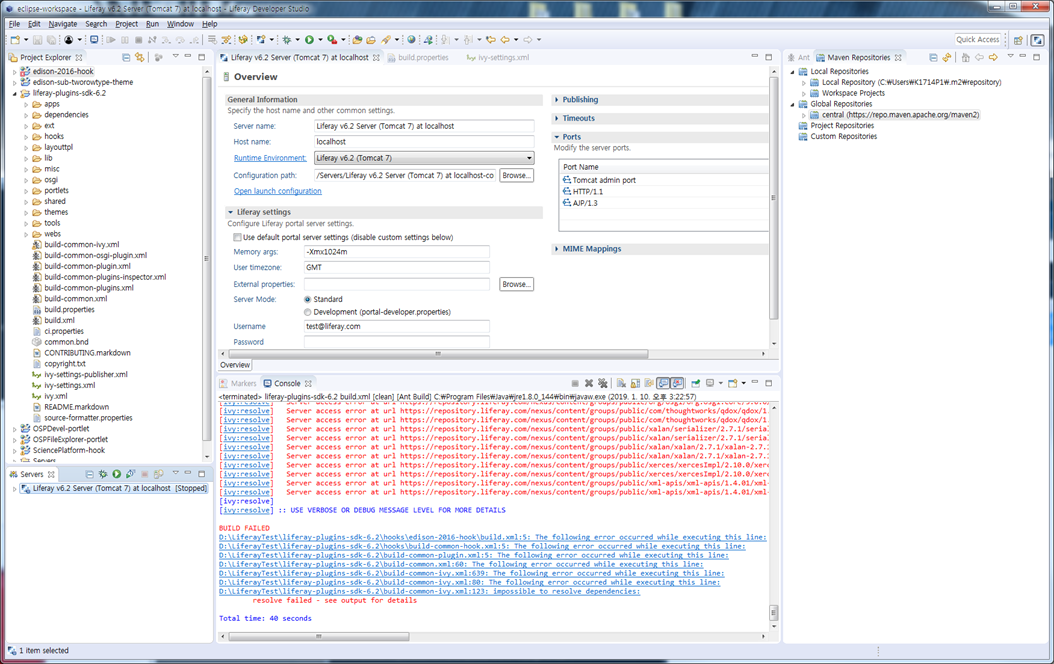 eclipse-workspace - Liferay v6.2 Server (Tomcat 7) at localhost - Liferay Developer Studio
File Edit Navigate Search Project Run Window Help
Quick Access
Project Explorer
edison-2016-hook
edison-sub-tworowtype-theme
liferay-plugins-sdk-6.2
apps
dependencies
ext
hooks
layouttpl
lib
misc
osgi
portlets
shared
themes
tools
webs
build-common-ivy.xml
build-common-osgi-plugin.xml
build-common-plugin.xml
build-common-plugins-inspector.xml
build-common-plugins.xml
build-common.xml
build.properties
build.xml
ci.properties
common.bnd
CONTRIBUTING.markdown
copyright.txt
ivy-settings-publisher.xml
ivy-settings.xml
ivy.xml
README.markdown
source-formatter.properties
OSPDevel-portlet
OSPFileExplorer-portlet
SciencePlatform-hook
Servers
Servers
Liferay v6.2 Server (Tomcat 7) at localhost [Stopped]
Liferay v6.2 Server (Tomcat 7) at localhost
build.properties
ivy-settings.xml
Overview
General Information
Specify the host name and other common settings.
Server name: Liferay v6.2 Server (Tomcat 7) at localhost
Host name: localhost
Runtime Environment: Liferay v6.2 (Tomcat 7)
Configuration path: /Servers/Liferay v6.2 Server (Tomcat 7) at localhost-co Browse...
Open launch configuration
Liferay settings
Configure Liferay portal server settings.
Use default portal server settings (disable custom settings below)
Memory args: -Xmx1024m
User timezone: GMT
External properties: Browse...
Server Mode: Standard
Development (portal-developer.properties)
Username test@liferay.com
Password
Publishing
Timeouts
Ports
Modify the server ports.
Port Name
Tomcat admin port
HTTP/1.1
AJP/1.3
MIME Mappings
Overview
Ant Maven Repositories
Local Repositories
Local Repository (C:₩Users₩K1714P1₩.m2₩repository)
Workspace Projects
Global Repositories
central (https://repo.maven.apache.org/maven2)
Project Repositories
Custom Repositories
Markers Console
<terminated> liferay-plugins-sdk-6.2 build.xml [clean] [Ant Build] C:₩Program Files₩Java₩jre1.8.0_144₩bin₩javaw.exe (2019. 1. 10. 오후 3:22:57)
[ivy:resolve] Server access error at url https://repository.liferay.com/nexus/content/groups/public/com/thoughtworks/qdox/qdox/1.
[ivy:resolve] Server access error at url https://repository.liferay.com/nexus/content/groups/public/com/thoughtworks/qdox/qdox/1.
[ivy:resolve] Server access error at url https://repository.liferay.com/nexus/content/groups/public/xalan/serializer/2.7.1/serial
[ivy:resolve] Server access error at url https://repository.liferay.com/nexus/content/groups/public/xalan/serializer/2.7.1/serial
[ivy:resolve] Server access error at url https://repository.liferay.com/nexus/content/groups/public/xalan/xalan/2.7.1/xalan-2.7.1
[ivy:resolve] Server access error at url https://repository.liferay.com/nexus/content/groups/public/xalan/xalan/2.7.1/xalan-2.7.1
[ivy:resolve] Server access error at url https://repository.liferay.com/nexus/content/groups/public/xerces/xercesImpl/2.10.0/xerc
[ivy:resolve] Server access error at url https://repository.liferay.com/nexus/content/groups/public/xerces/xercesImpl/2.10.0/xerc
[ivy:resolve] Server access error at url https://repository.liferay.com/nexus/content/groups/public/xml-apis/xml-apis/1.4.01/xml-
[ivy:resolve] Server access error at url https://repository.liferay.com/nexus/content/groups/public/xml-apis/xml-apis/1.4.01/xml-
[ivy:resolve]
[ivy:resolve] :: USE VERBOSE OR DEBUG MESSAGE LEVEL FOR MORE DETAILS
BUILD FAILED
D:\LiferayTest\liferay-plugins-sdk-6.2\hooks\edison-2016-hook\build.xml:5: The following error occurred while executing this line:
D:\LiferayTest\liferay-plugins-sdk-6.2\hooks\build-common-hook.xml:5: The following error occurred while executing this line:
D:\LiferayTest\liferay-plugins-sdk-6.2\build-common-plugin.xml:5: The following error occurred while executing this line:
D:\LiferayTest\liferay-plugins-sdk-6.2\build-common.xml:60: The following error occurred while executing this line:
D:\LiferayTest\liferay-plugins-sdk-6.2\build-common-ivy.xml:639: The following error occurred while executing this line:
D:\LiferayTest\liferay-plugins-sdk-6.2\build-common-ivy.xml:80: The following error occurred while executing this line:
D:\LiferayTest\liferay-plugins-sdk-6.2\build-common-ivy.xml:123: impossible to resolve dependencies:
resolve failed - see output for details
Total time: 40 seconds
1 item selected